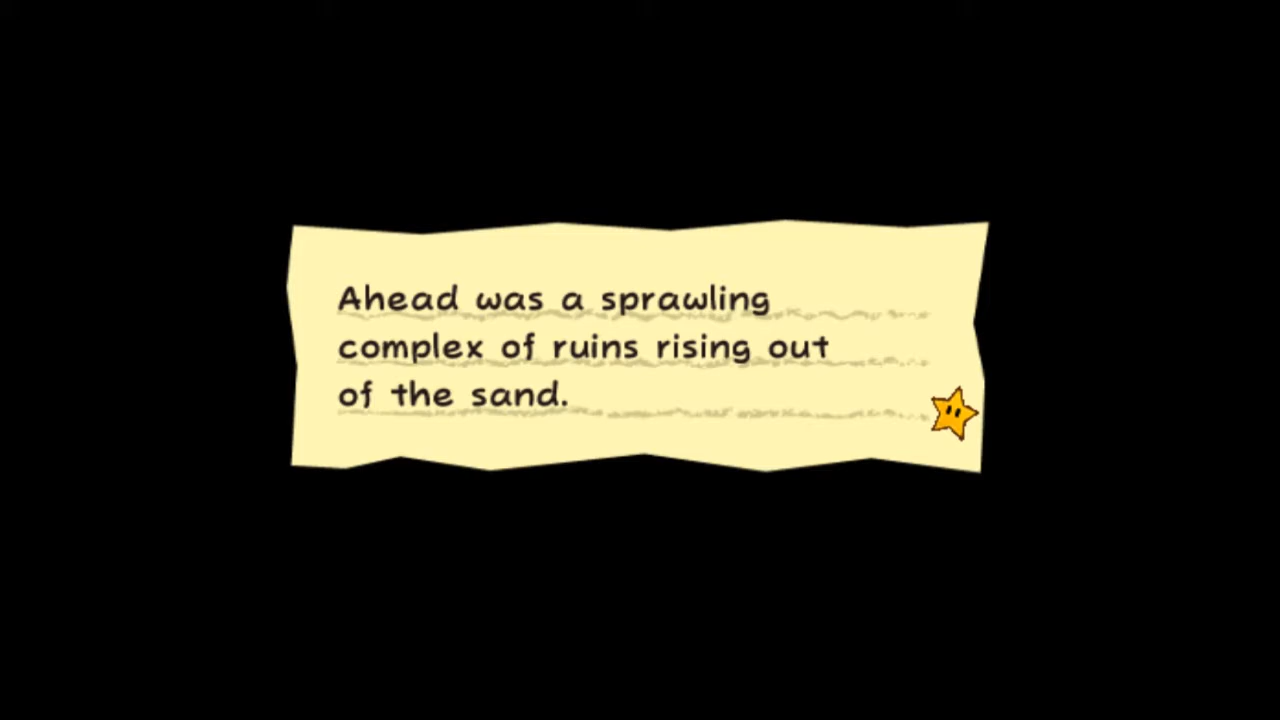 Ahead was a sprawling
complex of ruins rising out
of the sand.